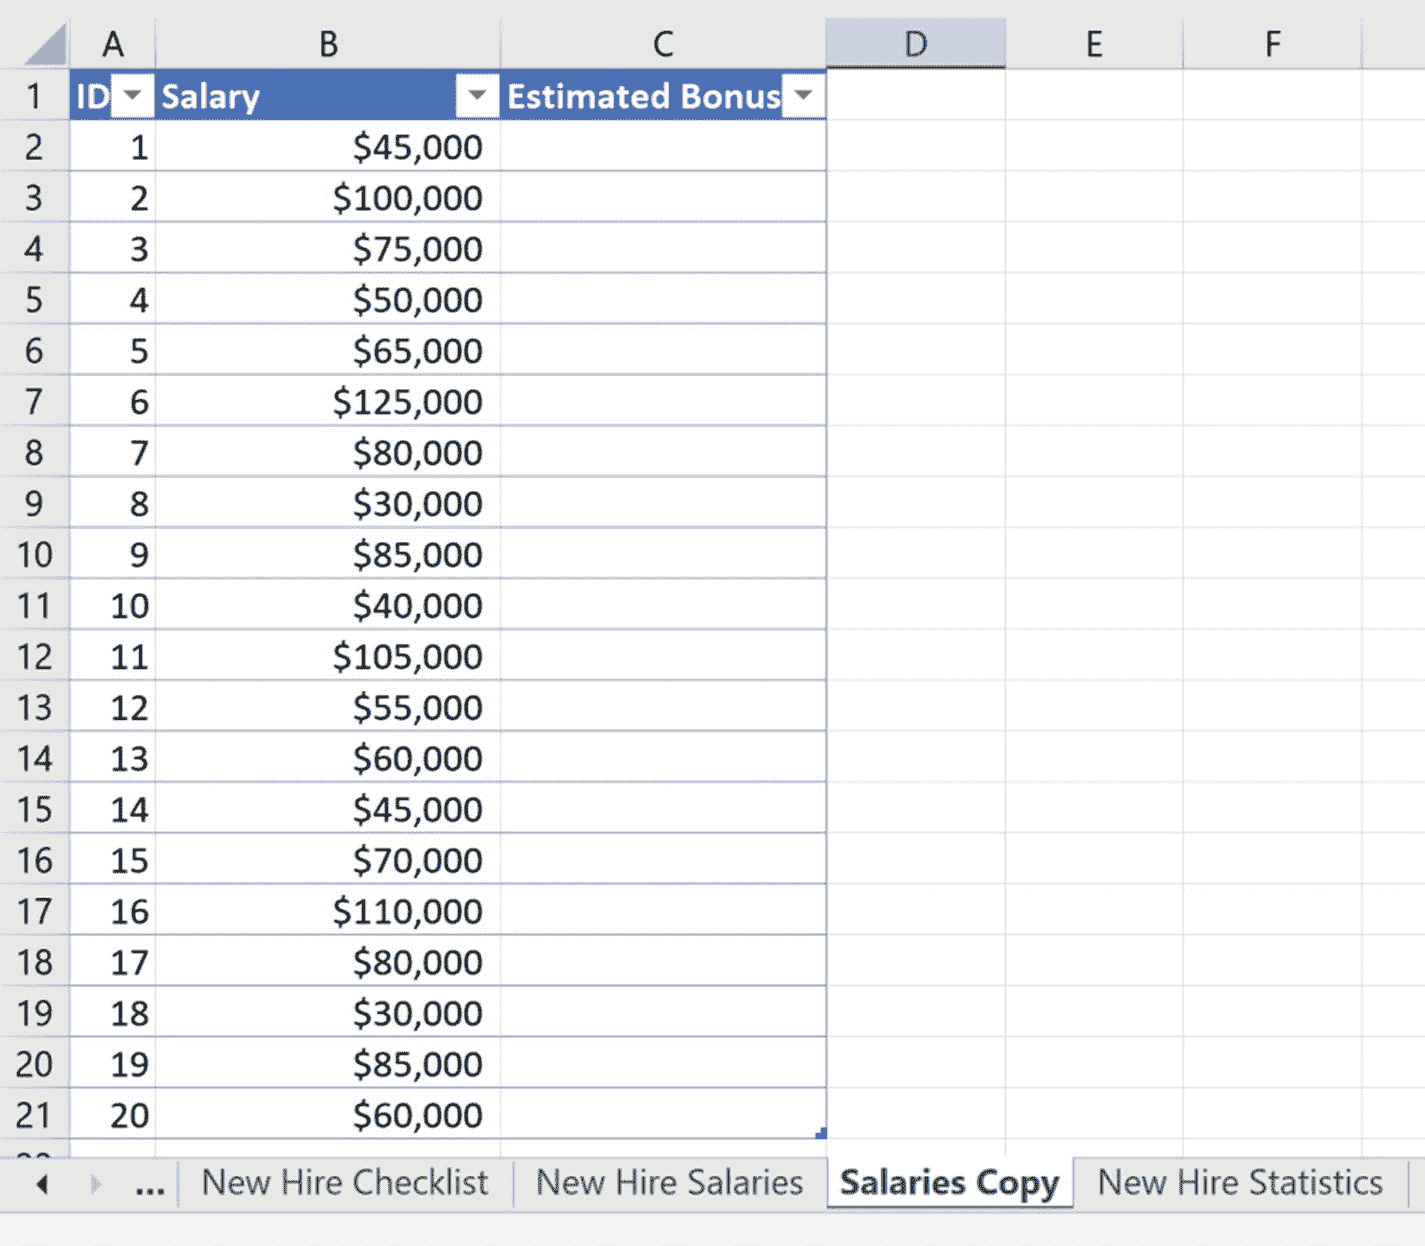 A B C D E F
1 ID Salary Estimated Bonus
2 1 $45,000
3 2 $100,000
4 3 $75,000
5 4 $50,000
6 5 $65,000
7 6 $125,000
8 7 $80,000
9 8 $30,000
10 9 $85,000
11 10 $40,000
12 11 $105,000
13 12 $55,000
14 13 $60,000
15 14 $45,000
16 15 $70,000
17 16 $110,000
18 17 $80,000
19 18 $30,000
20 19 $85,000
21 20 $60,000
... New Hire Checklist New Hire Salaries Salaries Copy New Hire Statistics